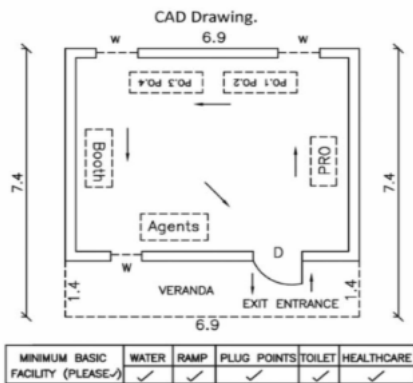 CAD Drawing.
6.9
W W
P0.3 P0.4 P0.1 P0.2
7.4 7.4
Booth PRO
Agents
W D
1.4 VERANDA EXIT ENTRANCE 1.4
6.9
MINIMUM BASIC FACILITY (PLEASE✓) WATER RAMP PLUG POINTS TOILET HEALTHCARE
✓ ✓ ✓ ✓ ✓